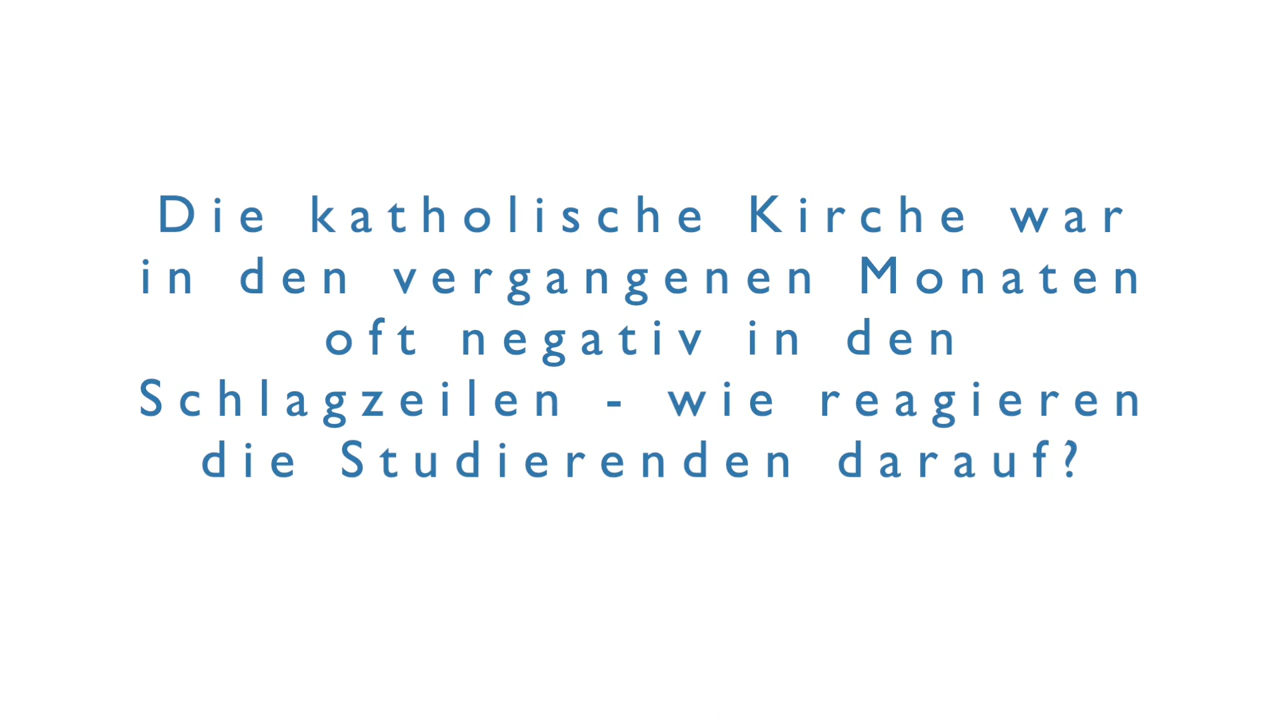 Die katholische Kirche war
in den vergangenen Monaten
oft negativ in den
Schlagzeilen - wie reagieren
die Studierenden darauf?